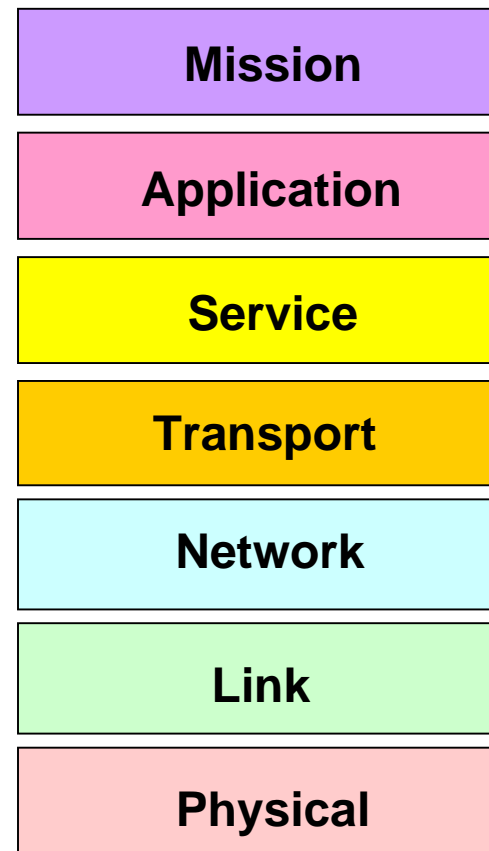 Mission
Application
Service
Transport
Network
Link
Physical